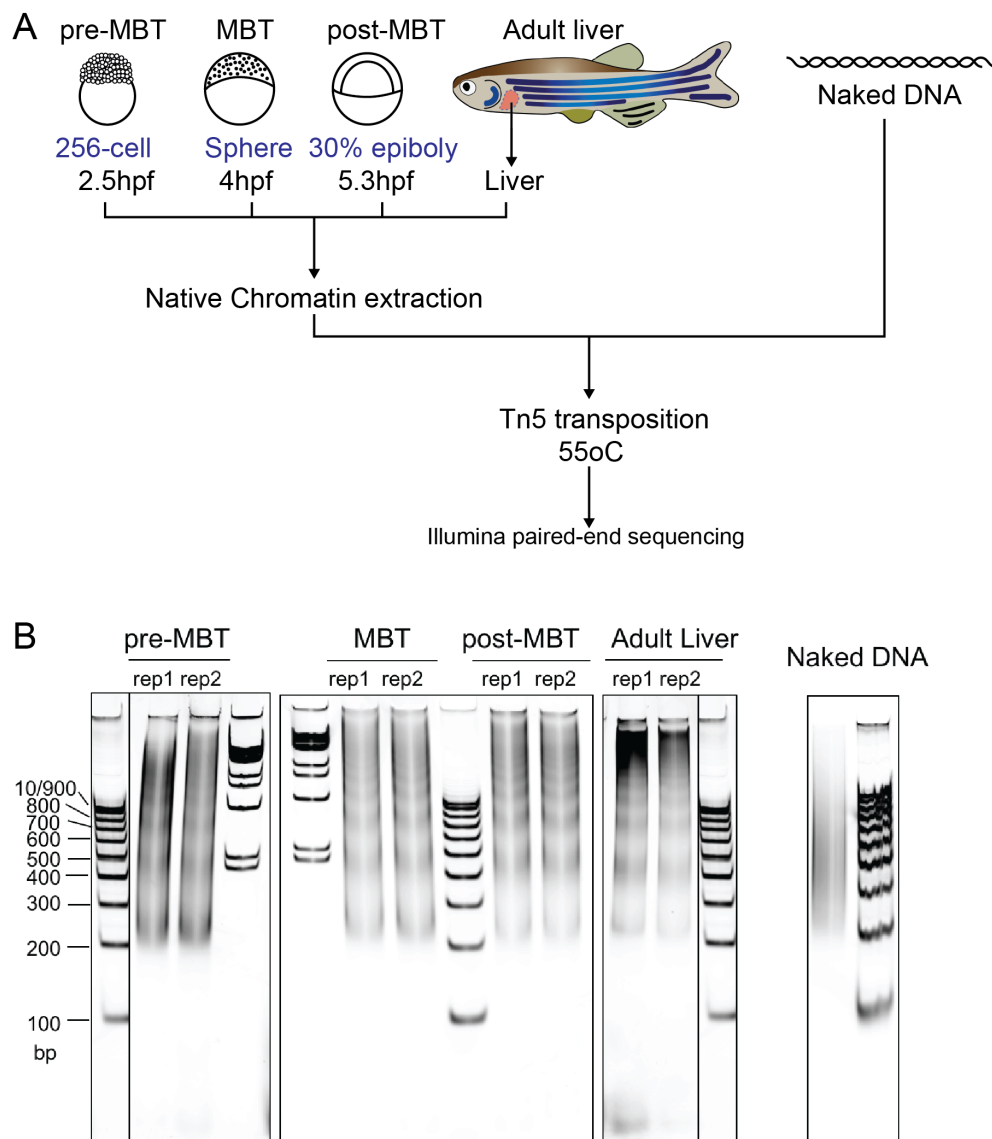 A
pre-MBT MBT post-MBT Adult liver
Naked DNA
256-cell Sphere 30% epiboly
2.5hpf 4hpf 5.3hpf Liver
Native Chromatin extraction
Tn5 transposition
55oC
Illumina paired-end sequencing
B
pre-MBT MBT post-MBT Adult Liver Naked DNA
rep1 rep2 rep1 rep2 rep1 rep2 rep1 rep2
10/900
800
700
600
500
400
300
200
100
bp